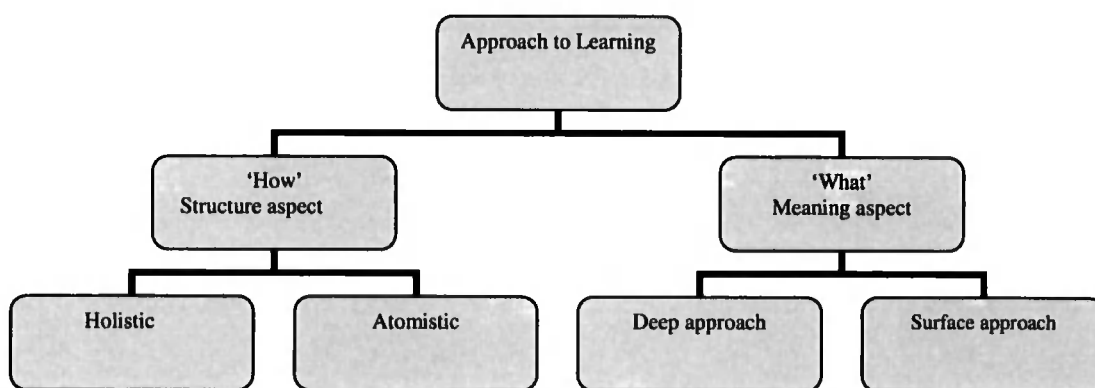 Approach to Learning
'How'
Structure aspect
'What'
Meaning aspect
Holistic
Atomistic
Deep approach
Surface approach